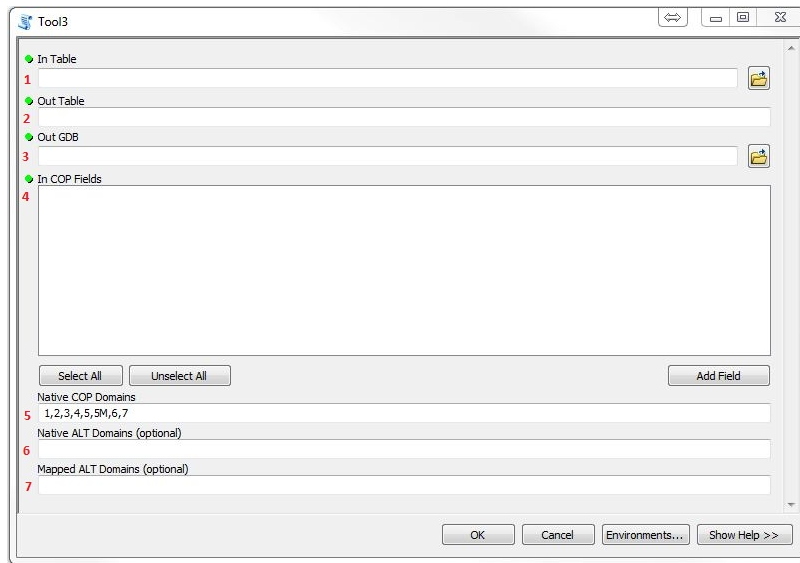 Tool3
In Table
1
Out Table
2
Out GDB
3
In COP Fields
4
Select All Unselect All Add Field
Native COP Domains
5 1,2,3,4,5,5M,6,7
Native ALT Domains (optional)
6
Mapped ALT Domains (optional)
7
OK Cancel Environments... Show Help >>